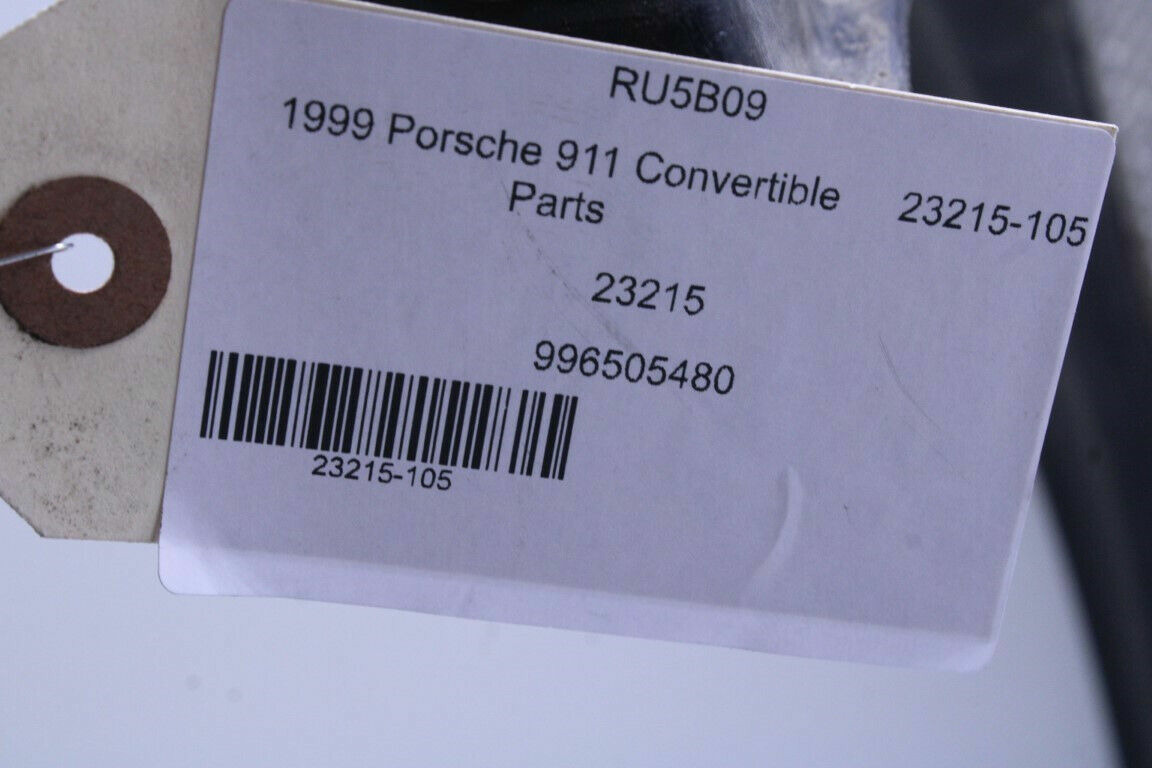 RU5B09
1999 Porsche 911 Convertible 23215-105
Parts
23215
996505480
23215-105